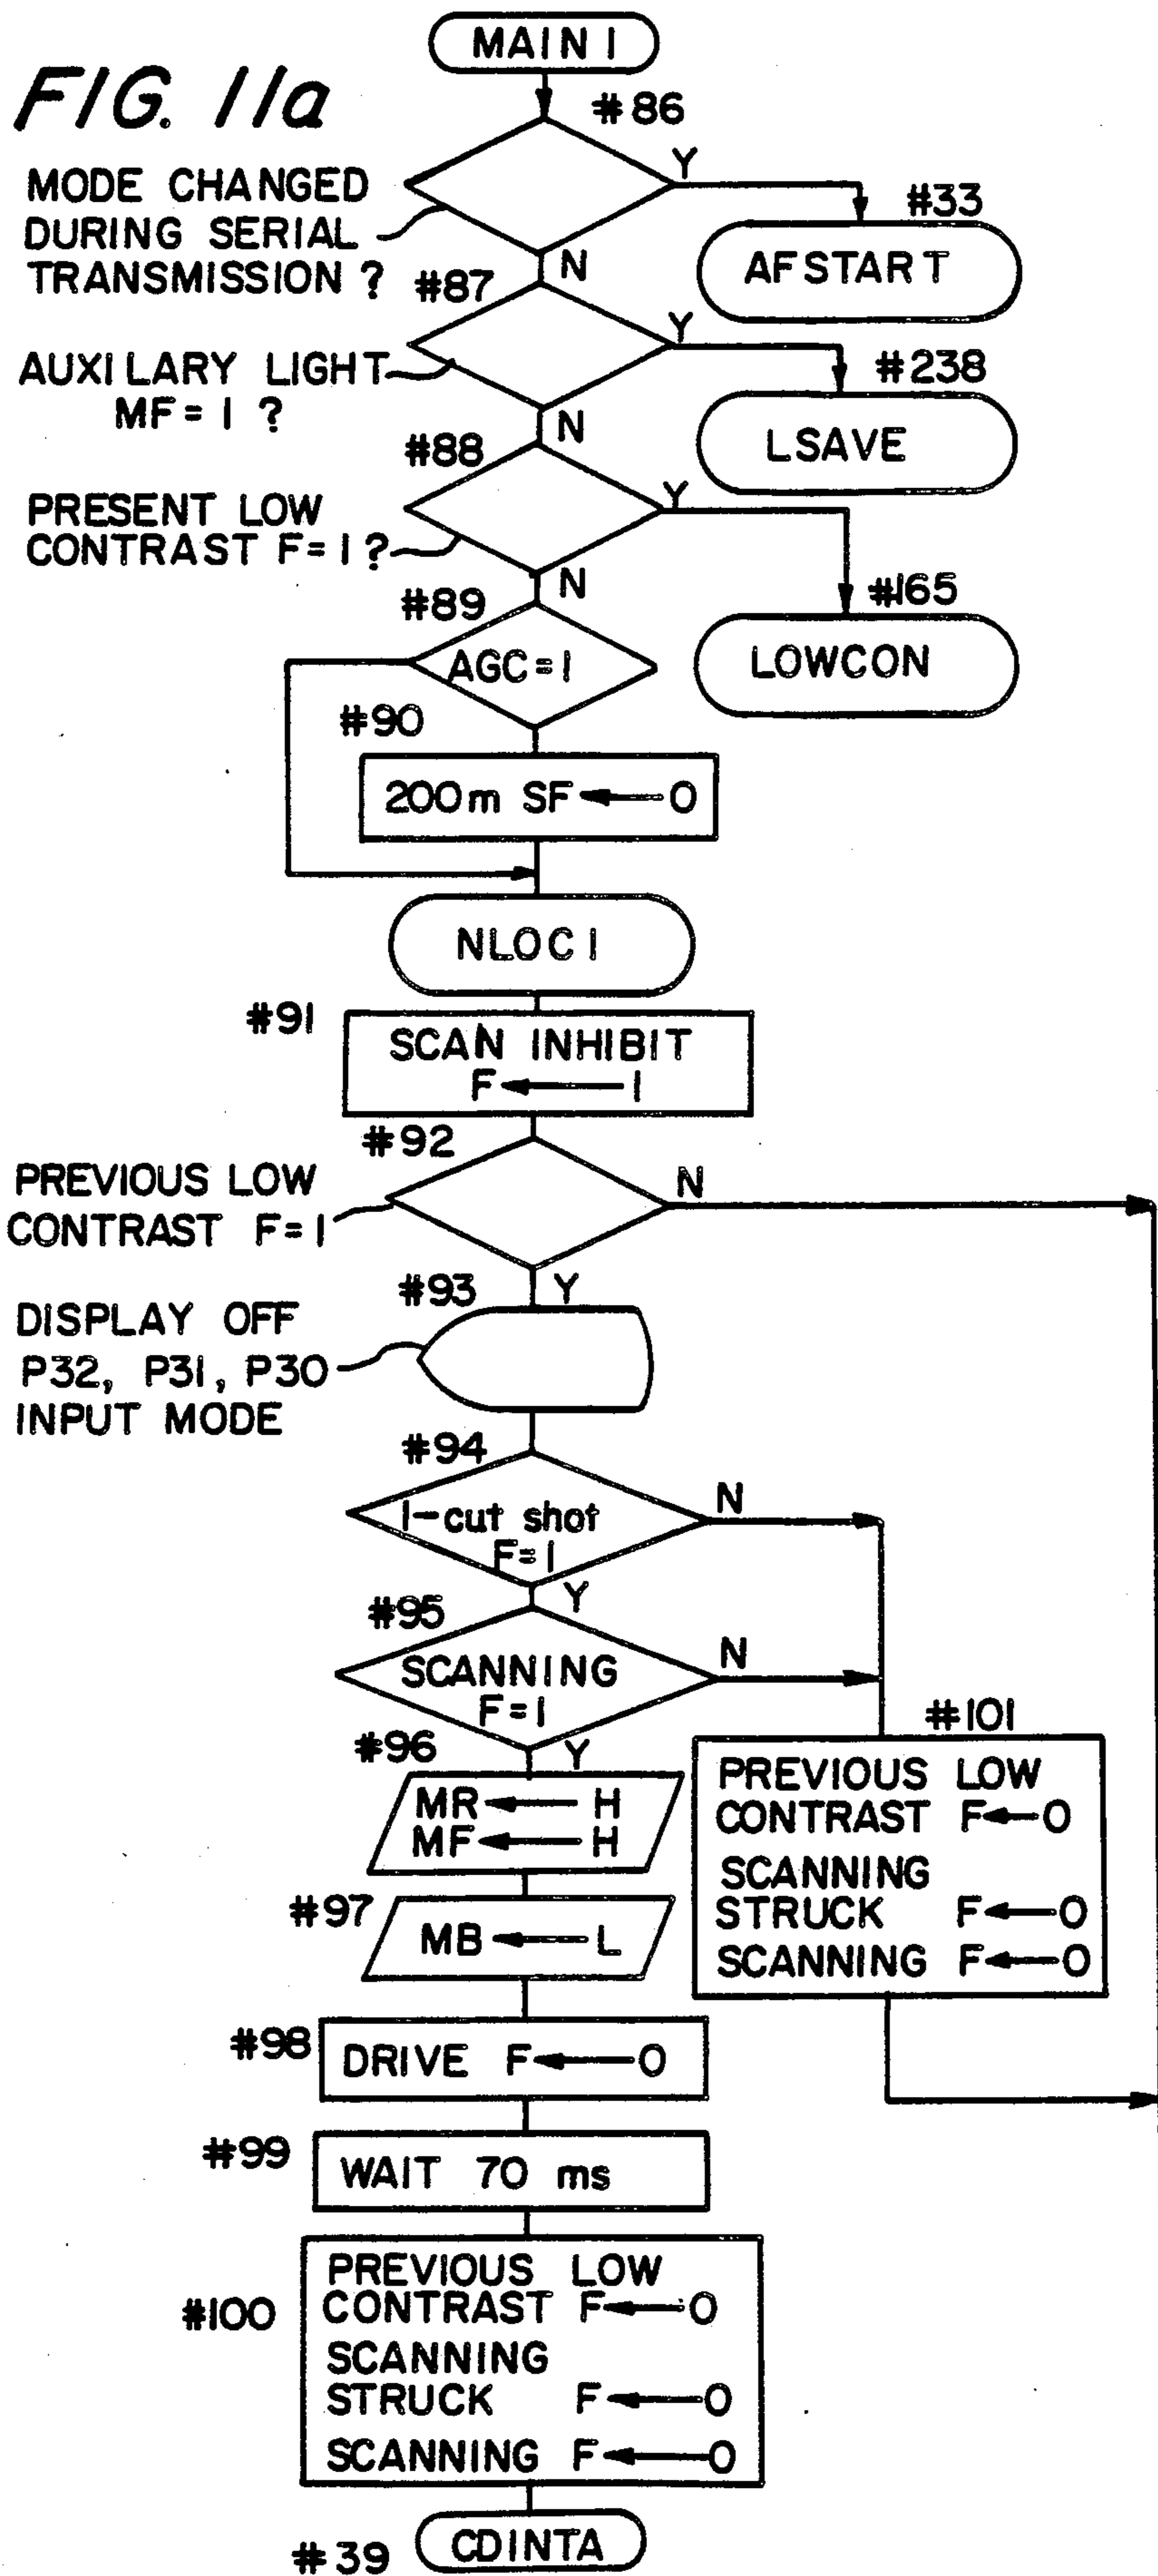 FIG. 11a
MAIN 1
#86
MODE CHANGED
DURING SERIAL
TRANSMISSION ?
Y
#33
AFSTART
N
#87
AUXILARY LIGHT
MF = 1 ?
Y
#238
LSAVE
N
#88
PRESENT LOW
CONTRAST F=1?
Y
#165
LOWCON
N
#89
AGC=1
#90
200m SF ← 0
NLOC 1
#91
SCAN INHIBIT
F ← 1
#92
PREVIOUS LOW
CONTRAST F=1
N
Y
#93
DISPLAY OFF
P32, P31, P30
INPUT MODE
#94
1-cut shot
F=1
N
Y
#95
SCANNING
F=1
N
Y
#96
MR ← H
MF ← H
#97
MB ← L
#101
PREVIOUS LOW
CONTRAST F←0
SCANNING
STRUCK F←0
SCANNING F←0
#98
DRIVE F ← 0
#99
WAIT 70 ms
#100
PREVIOUS LOW
CONTRAST F←0
SCANNING
STRUCK F←0
SCANNING F←0
#39
CDINTA